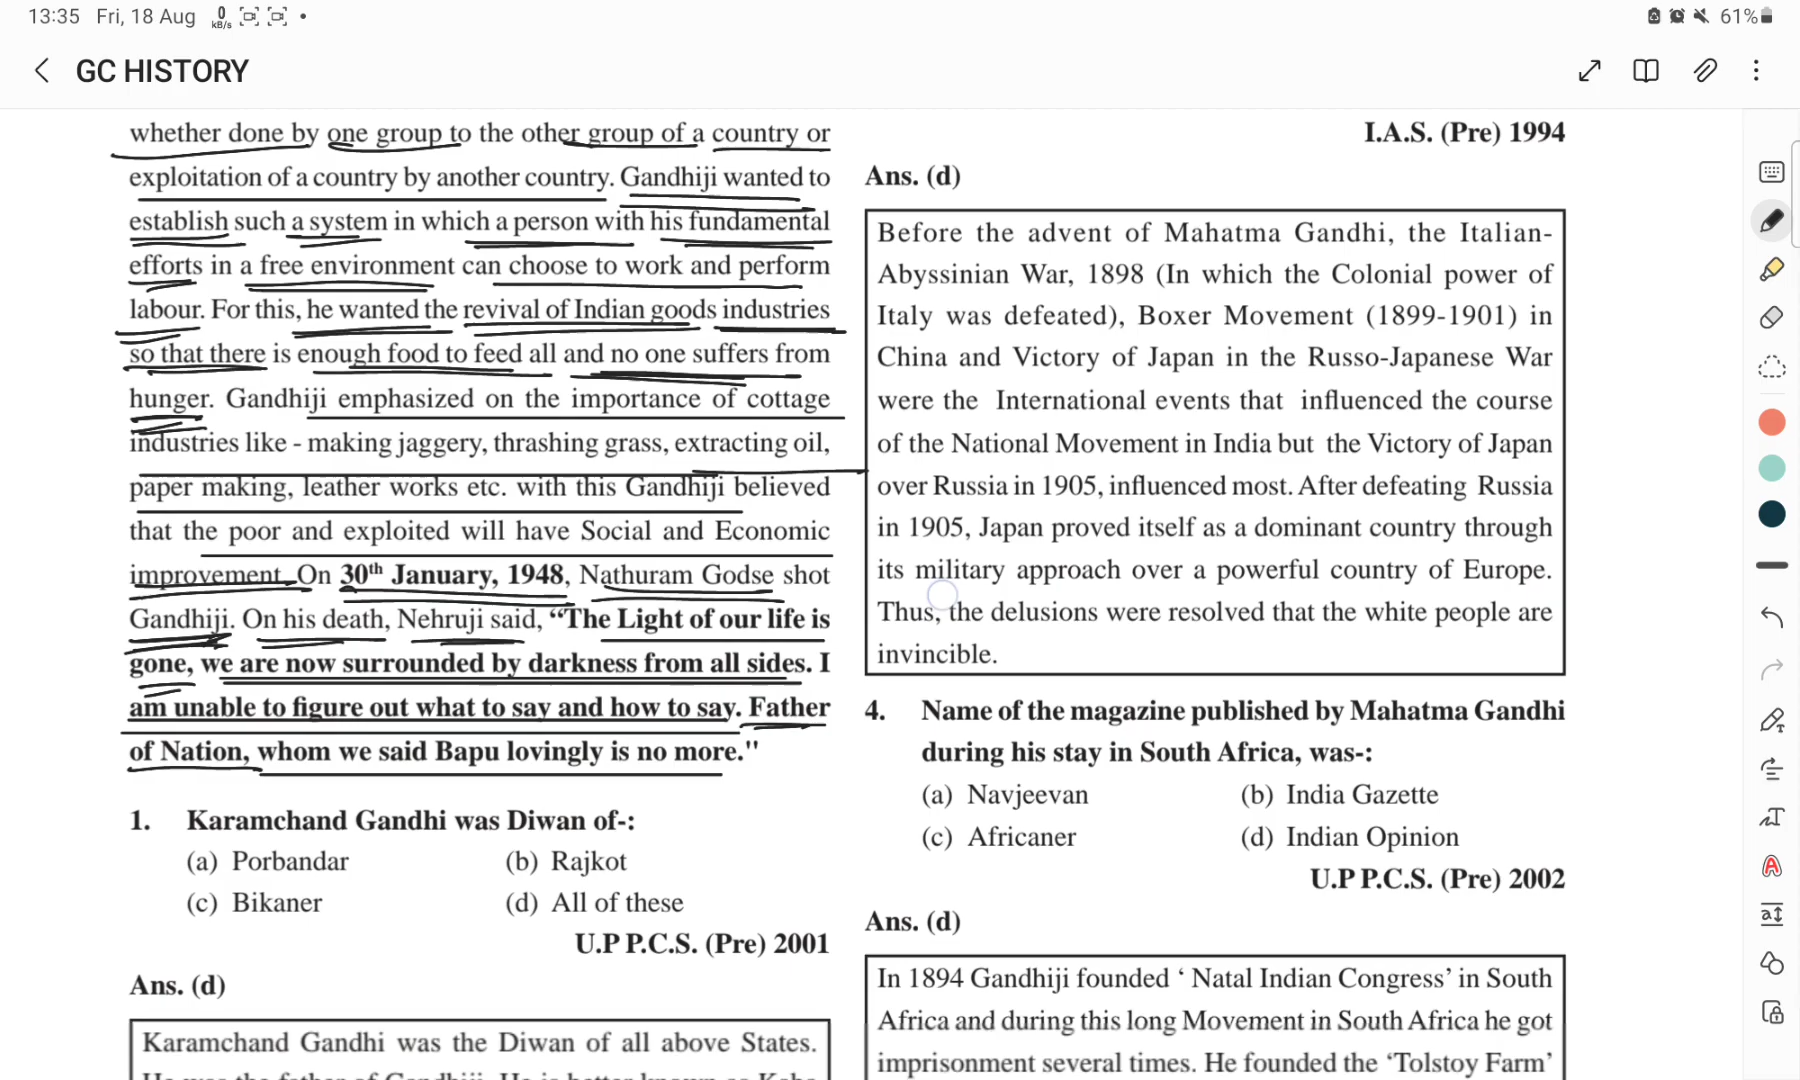 13:35 Fri, 18 Aug 0 kB/s 61%
GC HISTORY
whether done by one group to the other group of a country or
exploitation of a country by another country. Gandhiji wanted to
establish such a system in which a person with his fundamental
efforts in a free environment can choose to work and perform
labour. For this, he wanted the revival of Indian goods industries
so that there is enough food to feed all and no one suffers from
hunger. Gandhiji emphasized on the importance of cottage
industries like - making jaggery, thrashing grass, extracting oil,
paper making, leather works etc. with this Gandhiji believed
that the poor and exploited will have Social and Economic
improvement. On 30th January, 1948, Nathuram Godse shot
Gandhiji. On his death, Nehruji said, “The Light of our life is
gone, we are now surrounded by darkness from all sides. I
am unable to figure out what to say and how to say. Father
of Nation, whom we said Bapu lovingly is no more."
1. Karamchand Gandhi was Diwan of-:
(a) Porbandar (b) Rajkot
(c) Bikaner (d) All of these
U.P P.C.S. (Pre) 2001
Ans. (d)
Karamchand Gandhi was the Diwan of all above States.
I.A.S. (Pre) 1994
Ans. (d)
Before the advent of Mahatma Gandhi, the Italian-
Abyssinian War, 1898 (In which the Colonial power of
Italy was defeated), Boxer Movement (1899-1901) in
China and Victory of Japan in the Russo-Japanese War
were the International events that influenced the course
of the National Movement in India but the Victory of Japan
over Russia in 1905, influenced most. After defeating Russia
in 1905, Japan proved itself as a dominant country through
its military approach over a powerful country of Europe.
Thus, the delusions were resolved that the white people are
invincible.
4. Name of the magazine published by Mahatma Gandhi
during his stay in South Africa, was-:
(a) Navjeevan (b) India Gazette
(c) Africaner (d) Indian Opinion
U.P P.C.S. (Pre) 2002
Ans. (d)
In 1894 Gandhiji founded ‘ Natal Indian Congress’ in South
Africa and during this long Movement in South Africa he got
imprisonment several times. He founded the ‘Tolstoy Farm’